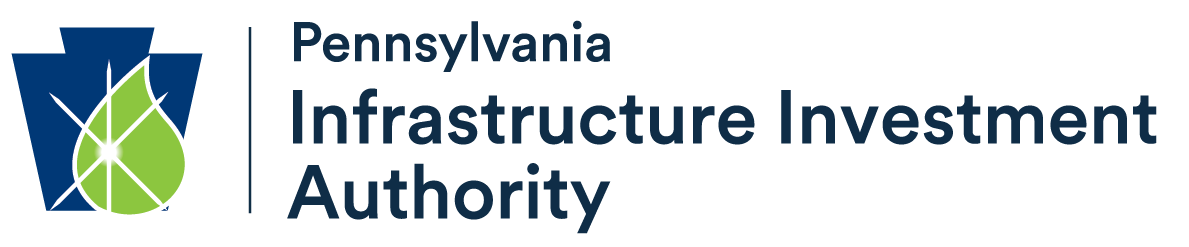 Pennsylvania
Infrastructure Investment
Authority